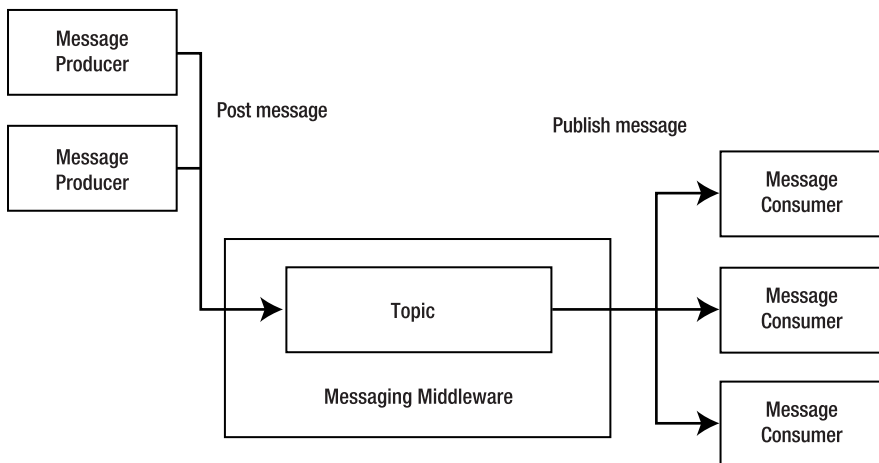 Message
Producer
Post message
Message
Producer
Publish message
Message
Consumer
Topic
Message
Consumer
Messaging Middleware
Message
Consumer